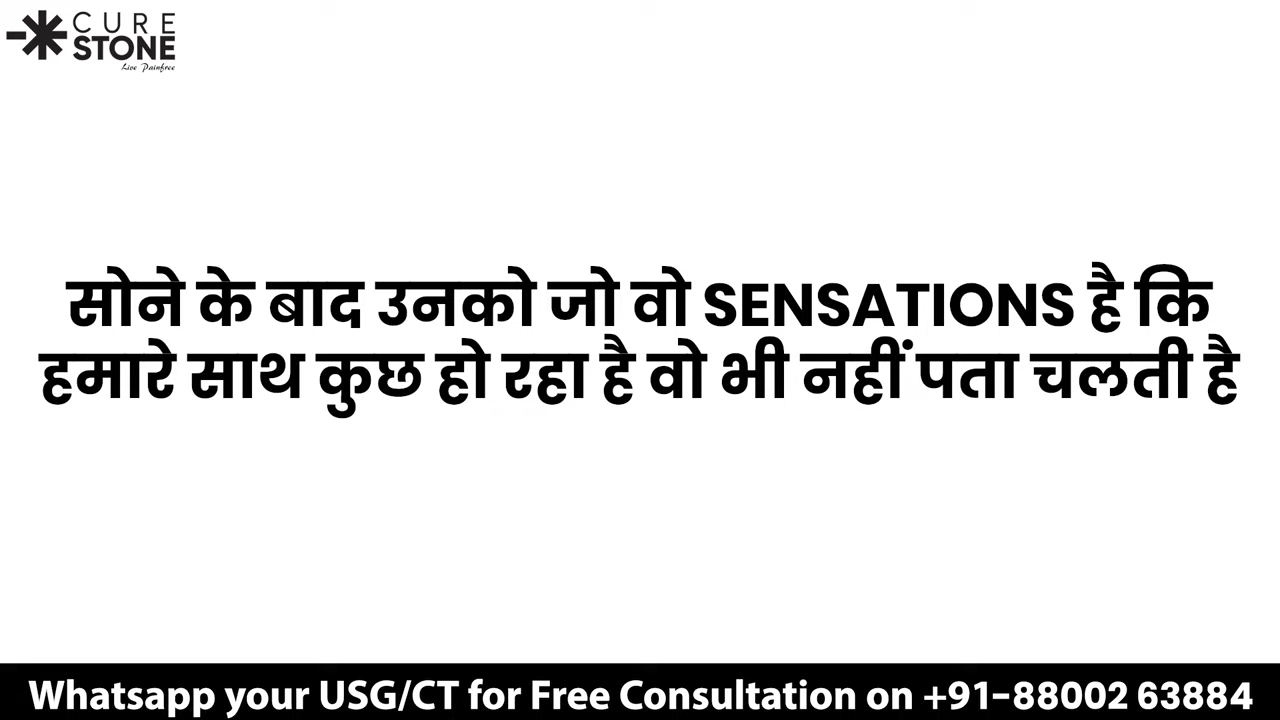 CURE
STONE
Live Painfree
सोने के बाद उनको जो वो SENSATIONS है कि
हमारे साथ कुछ हो रहा है वो भी नहीं पता चलती है
Whatsapp your USG/CT for Free Consultation on +91-88002 63884